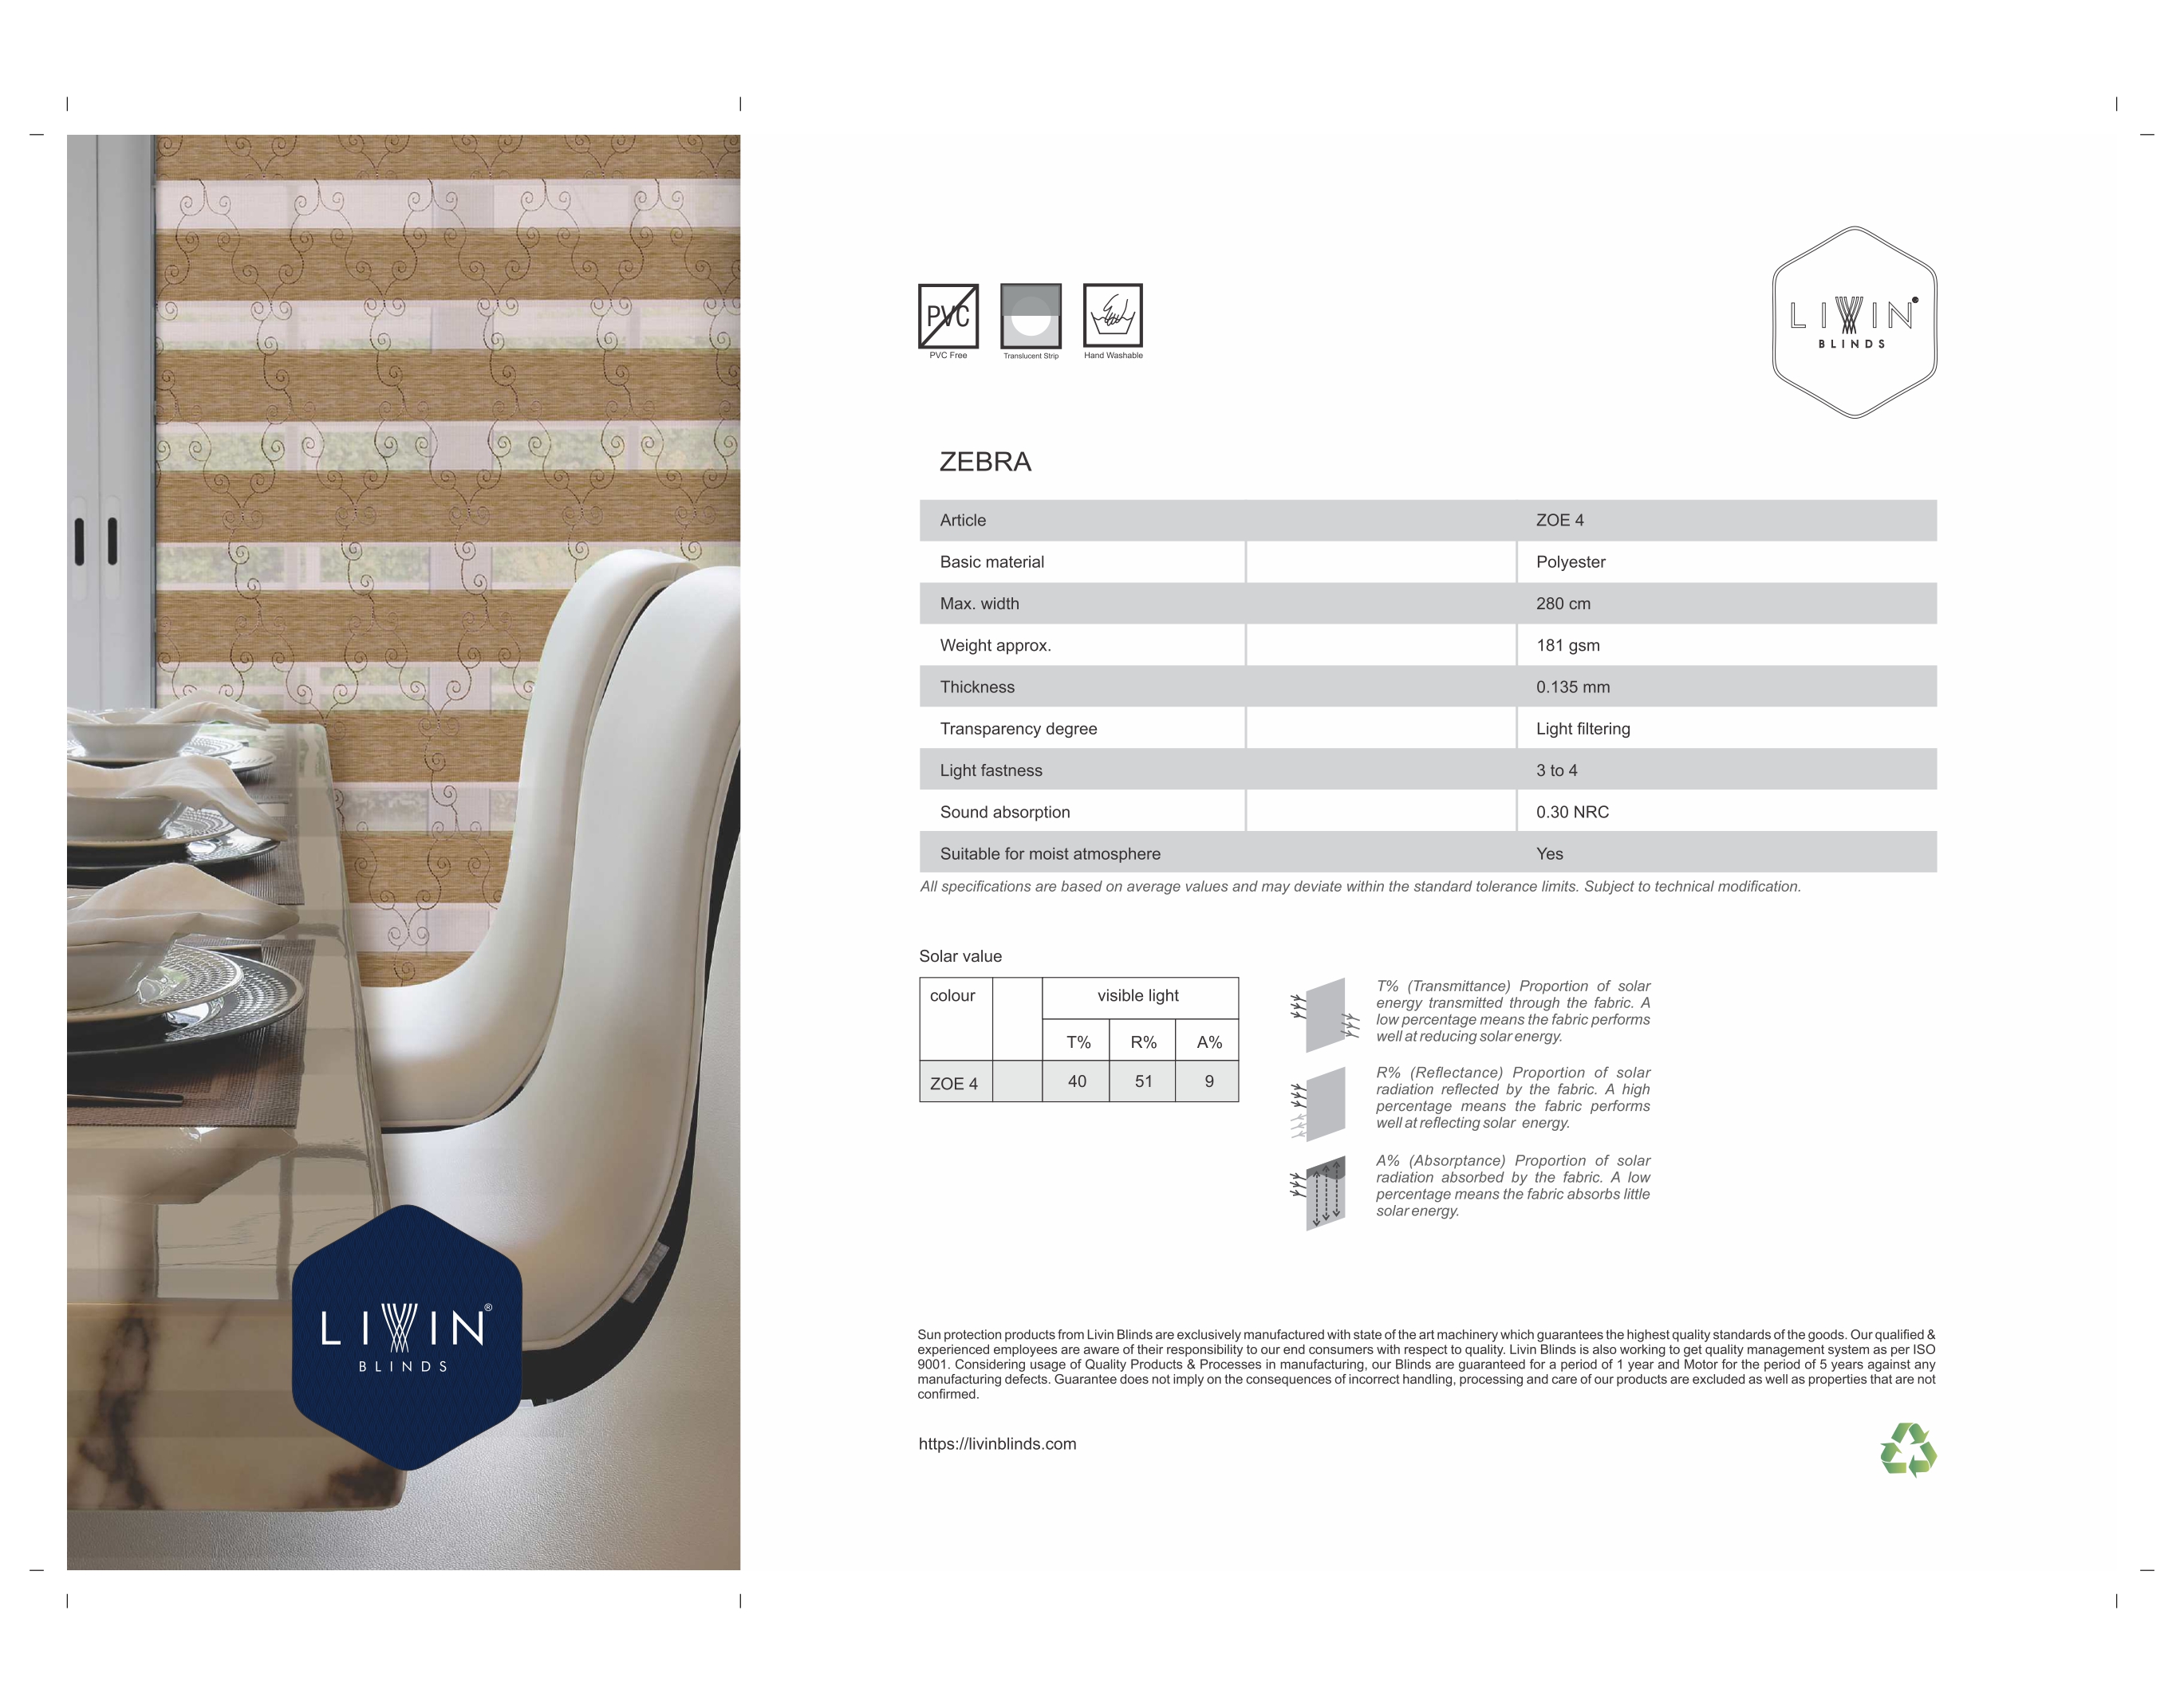 LIVIN®
BLINDS
PVC
PVC Free
Translucent Strip
Hand Washable
LIVIN®
BLINDS
ZEBRA
Article ZOE 4
Basic material Polyester
Max. width 280 cm
Weight approx. 181 gsm
Thickness 0.135 mm
Transparency degree Light filtering
Light fastness 3 to 4
Sound absorption 0.30 NRC
Suitable for moist atmosphere Yes
All specifications are based on average values and may deviate within the standard tolerance limits. Subject to technical modification.
Solar value
colour visible light
T% R% A%
ZOE 4 40 51 9
T% (Transmittance) Proportion of solar
energy transmitted through the fabric. A
low percentage means the fabric performs
well at reducing solar energy.
R% (Reflectance) Proportion of solar
radiation reflected by the fabric. A high
percentage means the fabric performs
well at reflecting solar energy.
A% (Absorptance) Proportion of solar
radiation absorbed by the fabric. A low
percentage means the fabric absorbs little
solar energy.
Sun protection products from Livin Blinds are exclusively manufactured with state of the art machinery which guarantees the highest quality standards of the goods. Our qualified &
experienced employees are aware of their responsibility to our end consumers with respect to quality. Livin Blinds is also working to get quality management system as per ISO
9001. Considering usage of Quality Products & Processes in manufacturing, our Blinds are guaranteed for a period of 1 year and Motor for the period of 5 years against any
manufacturing defects. Guarantee does not imply on the consequences of incorrect handling, processing and care of our products are excluded as well as properties that are not
confirmed.
https://livinblinds.com